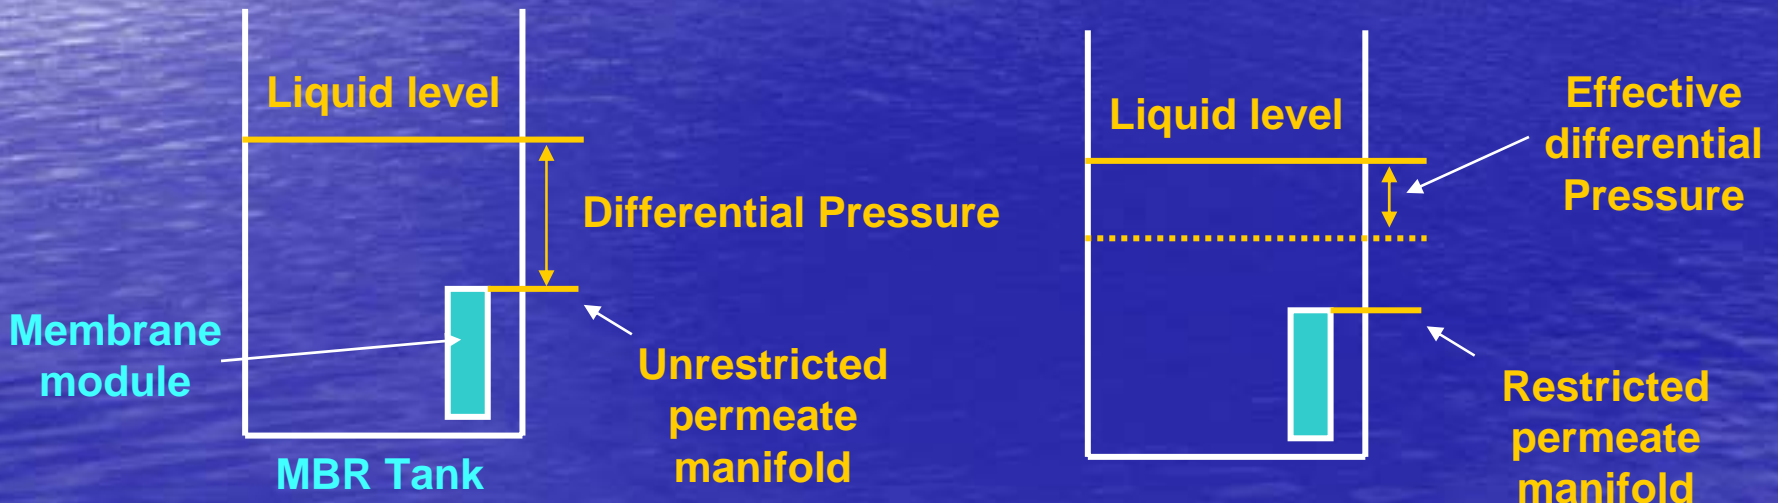 Liquid level
Differential Pressure
Membrane
module
Unrestricted
permeate
manifold
MBR Tank
Liquid level
Effective
differential
Pressure
Restricted
permeate
manifold